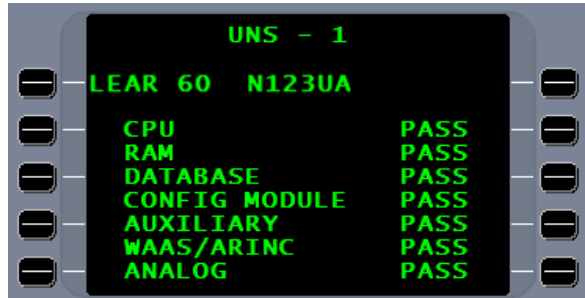 UNS - 1
LEAR 60 N123UA
CPU PASS
RAM PASS
DATABASE PASS
CONFIG MODULE PASS
AUXILIARY PASS
WAAS/ARINC PASS
ANALOG PASS